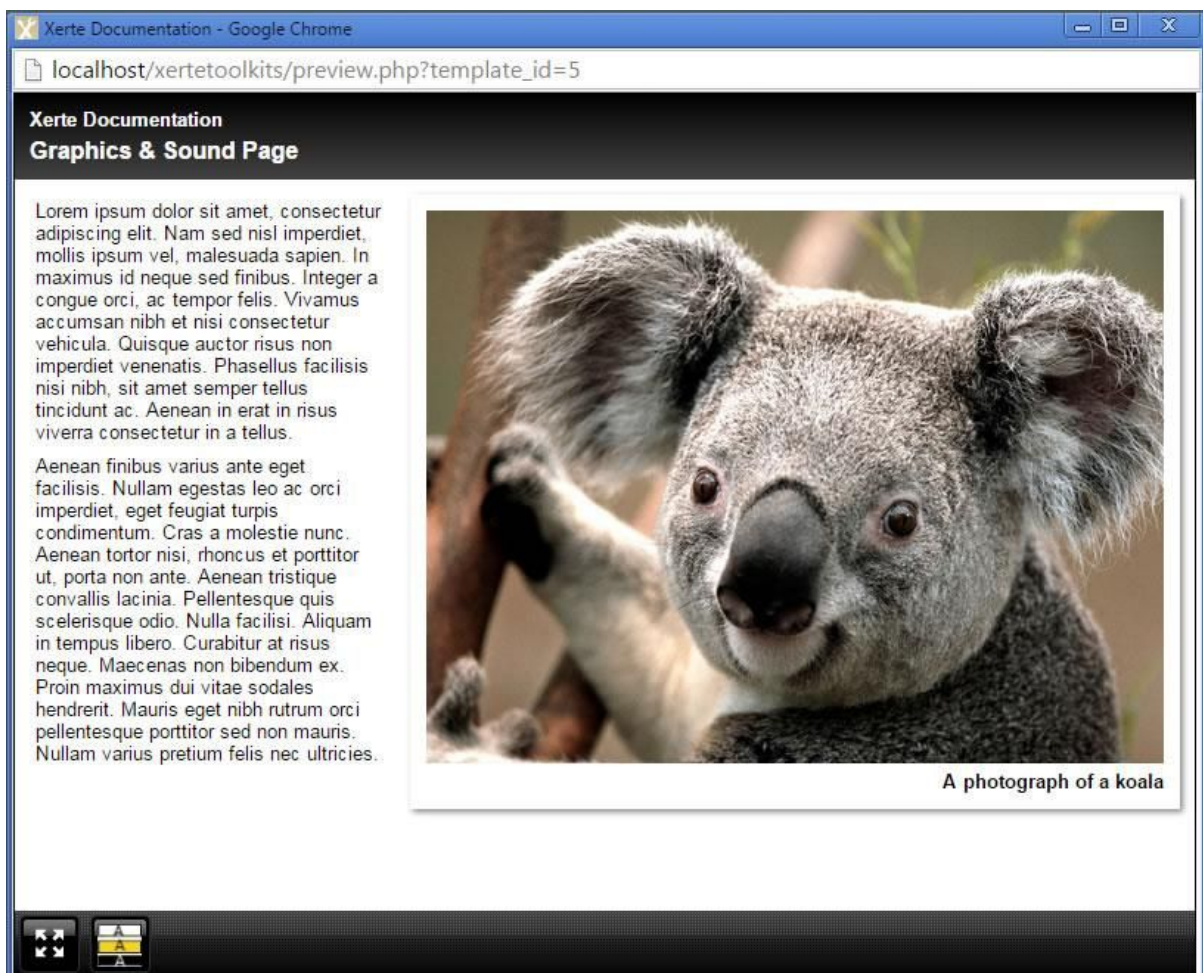 Xerte Documentation - Google Chrome
localhost/xertetoolkits/preview.php?template_id=5
Xerte Documentation
Graphics & Sound Page
Lorem ipsum dolor sit amet, consectetur
adipiscing elit. Nam sed nisl imperdiet,
mollis ipsum vel, malesuada sapien. In
maximus id neque sed finibus. Integer a
congue orci, ac tempor felis. Vivamus
accumsan nibh et nisi consectetur
vehicula. Quisque auctor risus non
imperdiet venenatis. Phasellus facilisis
nisi nibh, sit amet semper tellus
tincidunt ac. Aenean in erat in risus
viverra consectetur in a tellus.
Aenean finibus varius ante eget
facilisis. Nullam egestas leo ac orci
imperdiet, eget feugiat turpis
condimentum. Cras a molestie nunc.
Aenean tortor nisi, rhoncus et porttitor
ut, porta non ante. Aenean tristique
convallis lacinia. Pellentesque quis
scelerisque odio. Nulla facilisi. Aliquam
in tempus libero. Curabitur at risus
neque. Maecenas non bibendum ex.
Proin maximus dui vitae sodales
hendrerit. Mauris eget nibh rutrum orci
pellentesque porttitor sed non mauris.
Nullam varius pretium felis nec ultricies.
A photograph of a koala
A
A
A